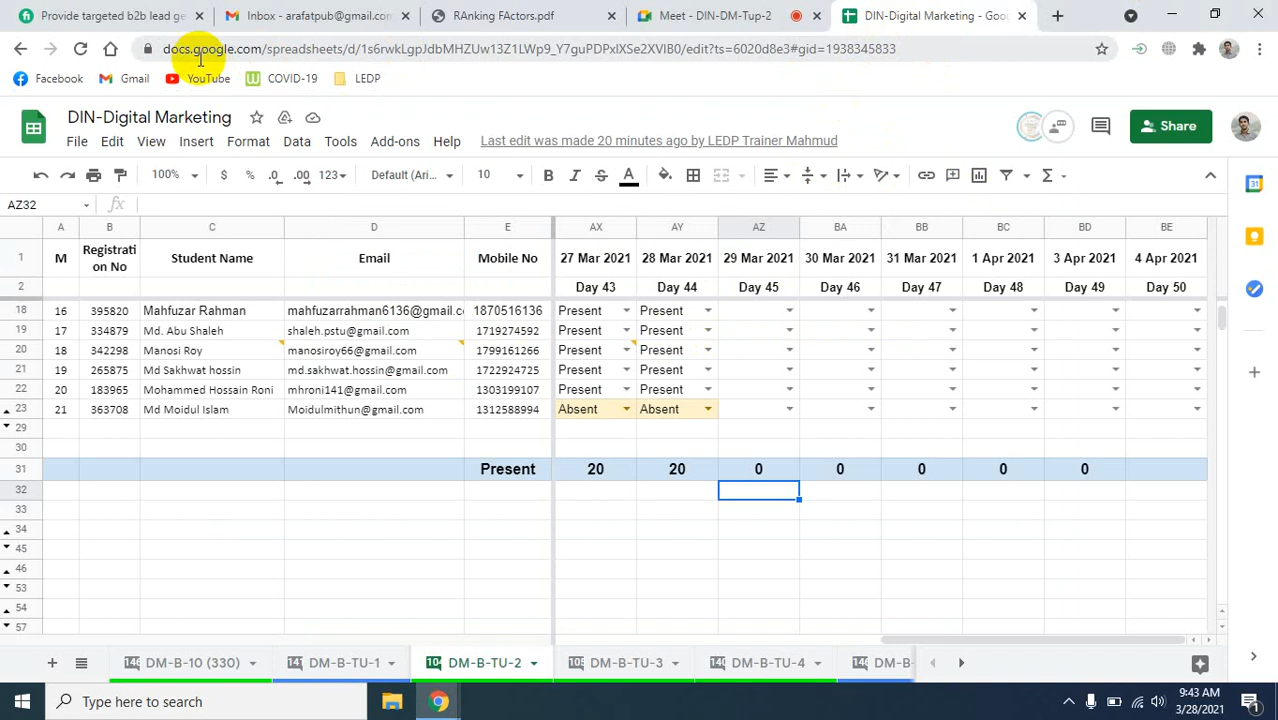 Provide targeted b2b lead ge
Inbox - arafatpub@gmail.com
RAnking FActors.pdf
Meet - DIN-DM-Tup-2
DIN-Digital Marketing - Goo
docs.google.com/spreadsheets/d/1s6rwkLgpJdbMHZUw13Z1LWp9_Y7guPDPxIXSe2XVlB0/edit?ts=6020d8e3#gid=1938345833
Facebook Gmail YouTube COVID-19 LEDP
DIN-Digital Marketing
File Edit View Insert Format Data Tools Add-ons Help Last edit was made 20 minutes ago by LEDP Trainer Mahmud
Share
100% $ % .0 .00 123 Default (Ari... 10 B I S A Σ
AZ32 fx
A B C D E AX AY AZ BA BB BC BD BE
1 M Registrati on No Student Name Email Mobile No 27 Mar 2021 28 Mar 2021 29 Mar 2021 30 Mar 2021 31 Mar 2021 1 Apr 2021 3 Apr 2021 4 Apr 2021
2 Day 43 Day 44 Day 45 Day 46 Day 47 Day 48 Day 49 Day 50
18 16 395820 Mahfuzar Rahman mahfuzarrahman6136@gmail.c 1870516136 Present Present
19 17 334879 Md. Abu Shaleh shaleh.pstu@gmail.com 1719274592 Present Present
20 18 342298 Manosi Roy manosiroy66@gmail.com 1799161266 Present Present
21 19 265875 Md Sakhwat hossin md.sakhwat.hossin@gmail.com 1722924725 Present Present
22 20 183965 Mohammed Hossain Roni mhroni141@gmail.com 1303199107 Present Present
23 21 363708 Md Moidul Islam Moidulmithun@gmail.com 1312588994 Absent Absent
29
30
31 Present 20 20 0 0 0 0 0
32
33
34
45
46
53
54
57
DM-B-10 (330) DM-B-TU-1 104 DM-B-TU-2 DM-B-TU-3 DM-B-TU-4 DM-B-
Type here to search
9:43 AM
3/28/2021
1
31